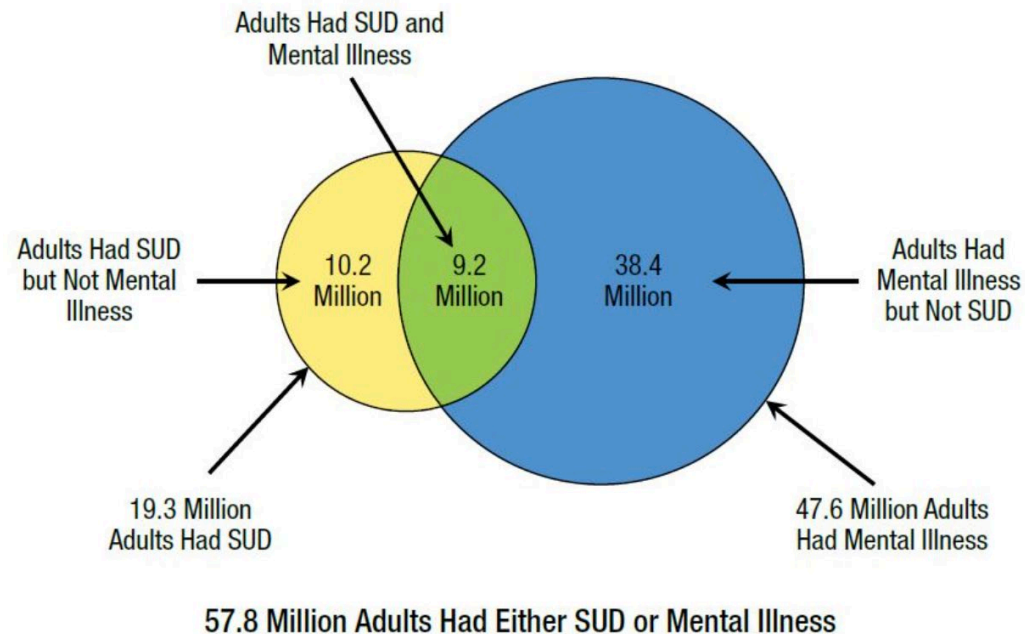 Adults Had SUD and
Mental Illness
Adults Had SUD
but Not Mental
Illness
10.2
Million
9.2
Million
38.4
Million
Adults Had
Mental Illness
but Not SUD
19.3 Million
Adults Had SUD
47.6 Million Adults
Had Mental Illness
57.8 Million Adults Had Either SUD or Mental Illness